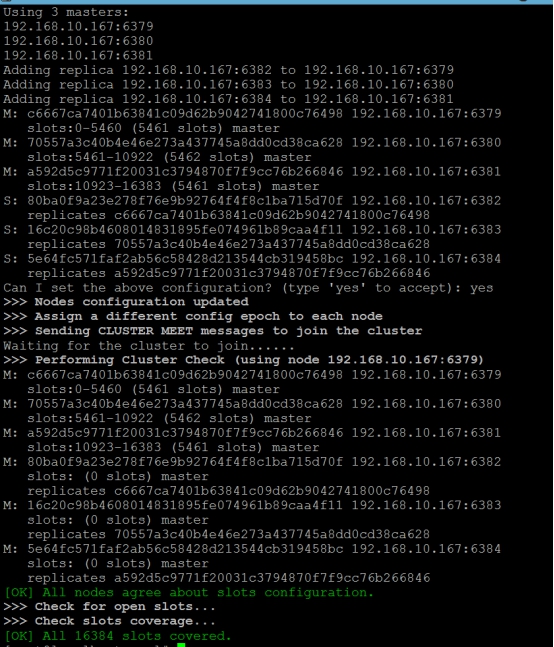 Using 3 masters:
192.168.10.167:6379
192.168.10.167:6380
192.168.10.167:6381
Adding replica 192.168.10.167:6382 to 192.168.10.167:6379
Adding replica 192.168.10.167:6383 to 192.168.10.167:6380
Adding replica 192.168.10.167:6384 to 192.168.10.167:6381
M: c6667ca7401b63841c09d62b9042741800c76498 192.168.10.167:6379
slots:0-5460 (5461 slots) master
M: 70557a3c40b4e46e273a437745a8dd0cd38ca628 192.168.10.167:6380
slots:5461-10922 (5462 slots) master
M: a592d5c9771f20031c3794870f7f9cc76b266846 192.168.10.167:6381
slots:10923-16383 (5461 slots) master
S: 80ba0f9a23e278f76e9b92764f4f8c1ba715d70f 192.168.10.167:6382
replicates c6667ca7401b63841c09d62b9042741800c76498
S: 16c20c98b4608014831895fe074961b89caa4f11 192.168.10.167:6383
replicates 70557a3c40b4e46e273a437745a8dd0cd38ca628
S: 5e64fc571faf2ab56c58428d213544cb319458bc 192.168.10.167:6384
replicates a592d5c9771f20031c3794870f7f9cc76b266846
Can I set the above configuration? (type 'yes' to accept): yes
>>> Nodes configuration updated
>>> Assign a different config epoch to each node
>>> Sending CLUSTER MEET messages to join the cluster
Waiting for the cluster to join......
>>> Performing Cluster Check (using node 192.168.10.167:6379)
M: c6667ca7401b63841c09d62b9042741800c76498 192.168.10.167:6379
slots:0-5460 (5461 slots) master
M: 70557a3c40b4e46e273a437745a8dd0cd38ca628 192.168.10.167:6380
slots:5461-10922 (5462 slots) master
M: a592d5c9771f20031c3794870f7f9cc76b266846 192.168.10.167:6381
slots:10923-16383 (5461 slots) master
M: 80ba0f9a23e278f76e9b92764f4f8c1ba715d70f 192.168.10.167:6382
slots: (0 slots) master
replicates c6667ca7401b63841c09d62b9042741800c76498
M: 16c20c98b4608014831895fe074961b89caa4f11 192.168.10.167:6383
slots: (0 slots) master
replicates 70557a3c40b4e46e273a437745a8dd0cd38ca628
M: 5e64fc571faf2ab56c58428d213544cb319458bc 192.168.10.167:6384
slots: (0 slots) master
replicates a592d5c9771f20031c3794870f7f9cc76b266846
[OK] All nodes agree about slots configuration.
>>> Check for open slots...
>>> Check slots coverage...
[OK] All 16384 slots covered.